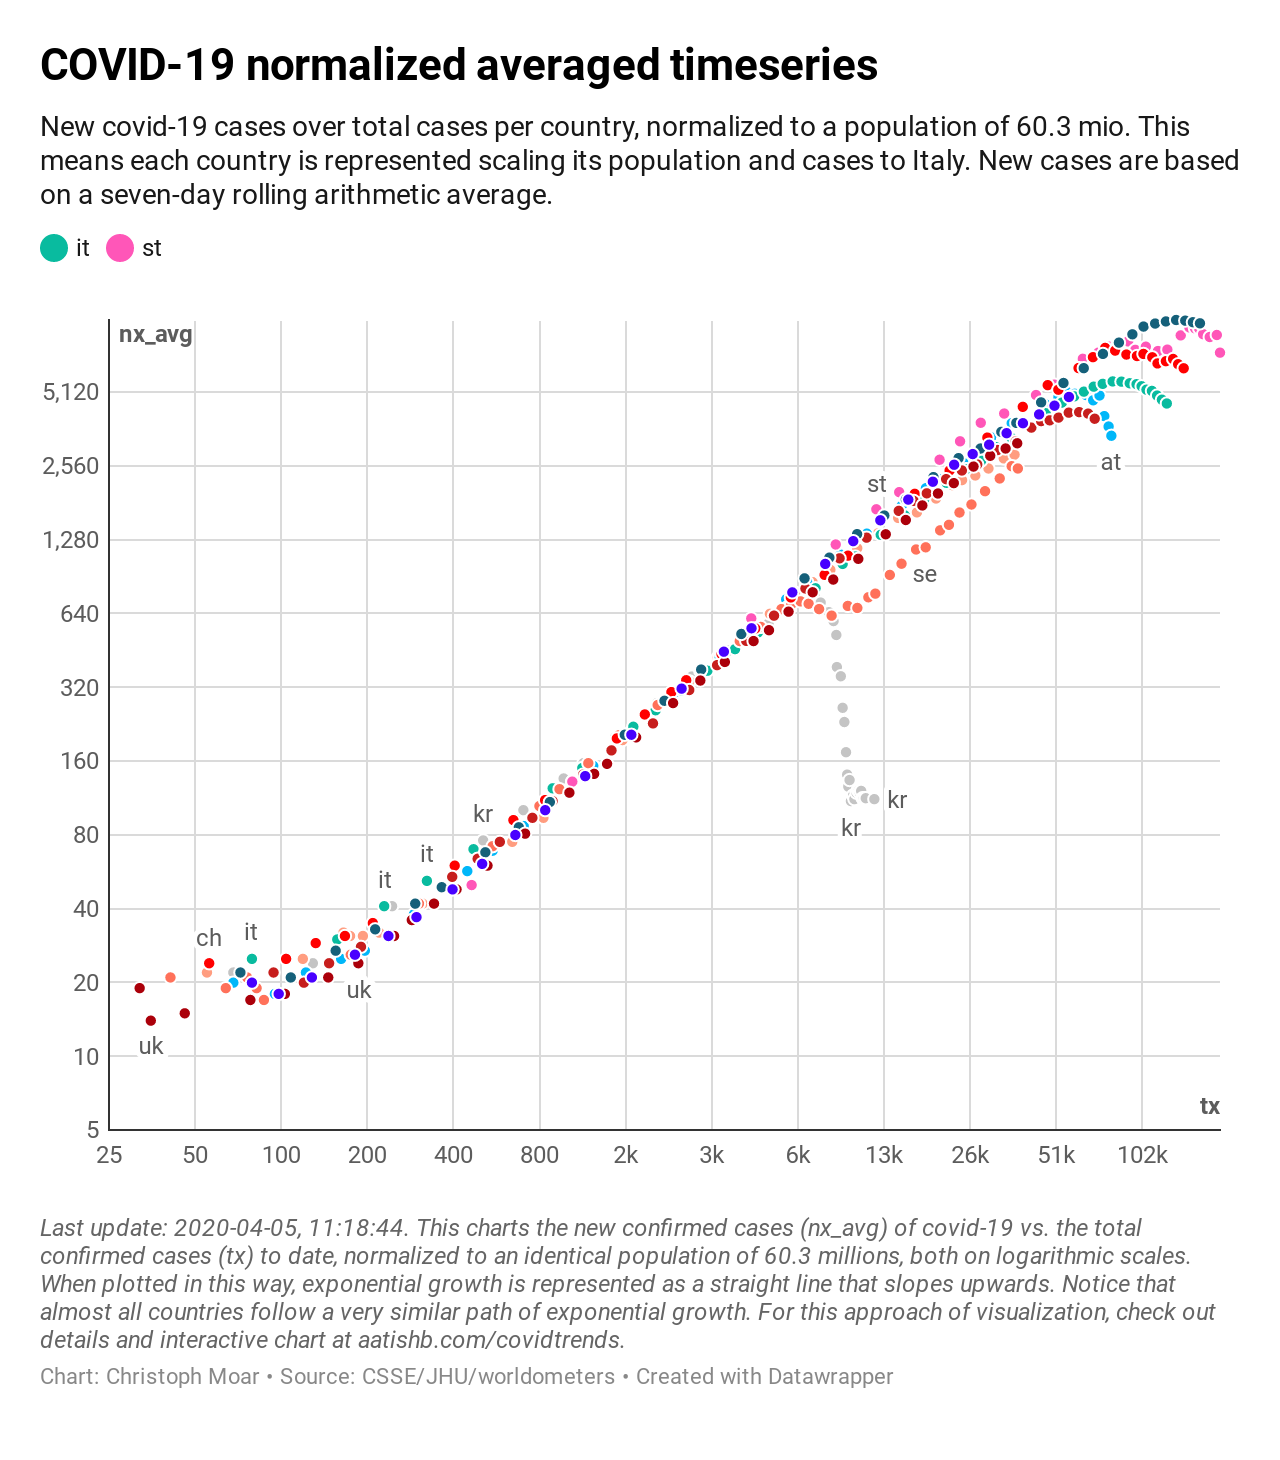 COVID-19 normalized averaged timeseries
New covid-19 cases over total cases per country, normalized to a population of 60.3 mio. This
means each country is represented scaling its population and cases to Italy. New cases are based
on a seven-day rolling arithmetic average.
it st
nx_avg
5,120
at
2,560
st
1,280
se
640
320
160
kr
kr
kr
80
it
it
40
ch
it
20
uk
uk
10
tx
5
25 50 100 200 400 800 2k 3k 6k 13k 26k 51k 102k
Last update: 2020-04-05, 11:18:44. This charts the new confirmed cases (nx_avg) of covid-19 vs. the total
confirmed cases (tx) to date, normalized to an identical population of 60.3 millions, both on logarithmic scales.
When plotted in this way, exponential growth is represented as a straight line that slopes upwards. Notice that
almost all countries follow a very similar path of exponential growth. For this approach of visualization, check out
details and interactive chart at aatishb.com/covidtrends.
Chart: Christoph Moar • Source: CSSE/JHU/worldometers • Created with Datawrapper